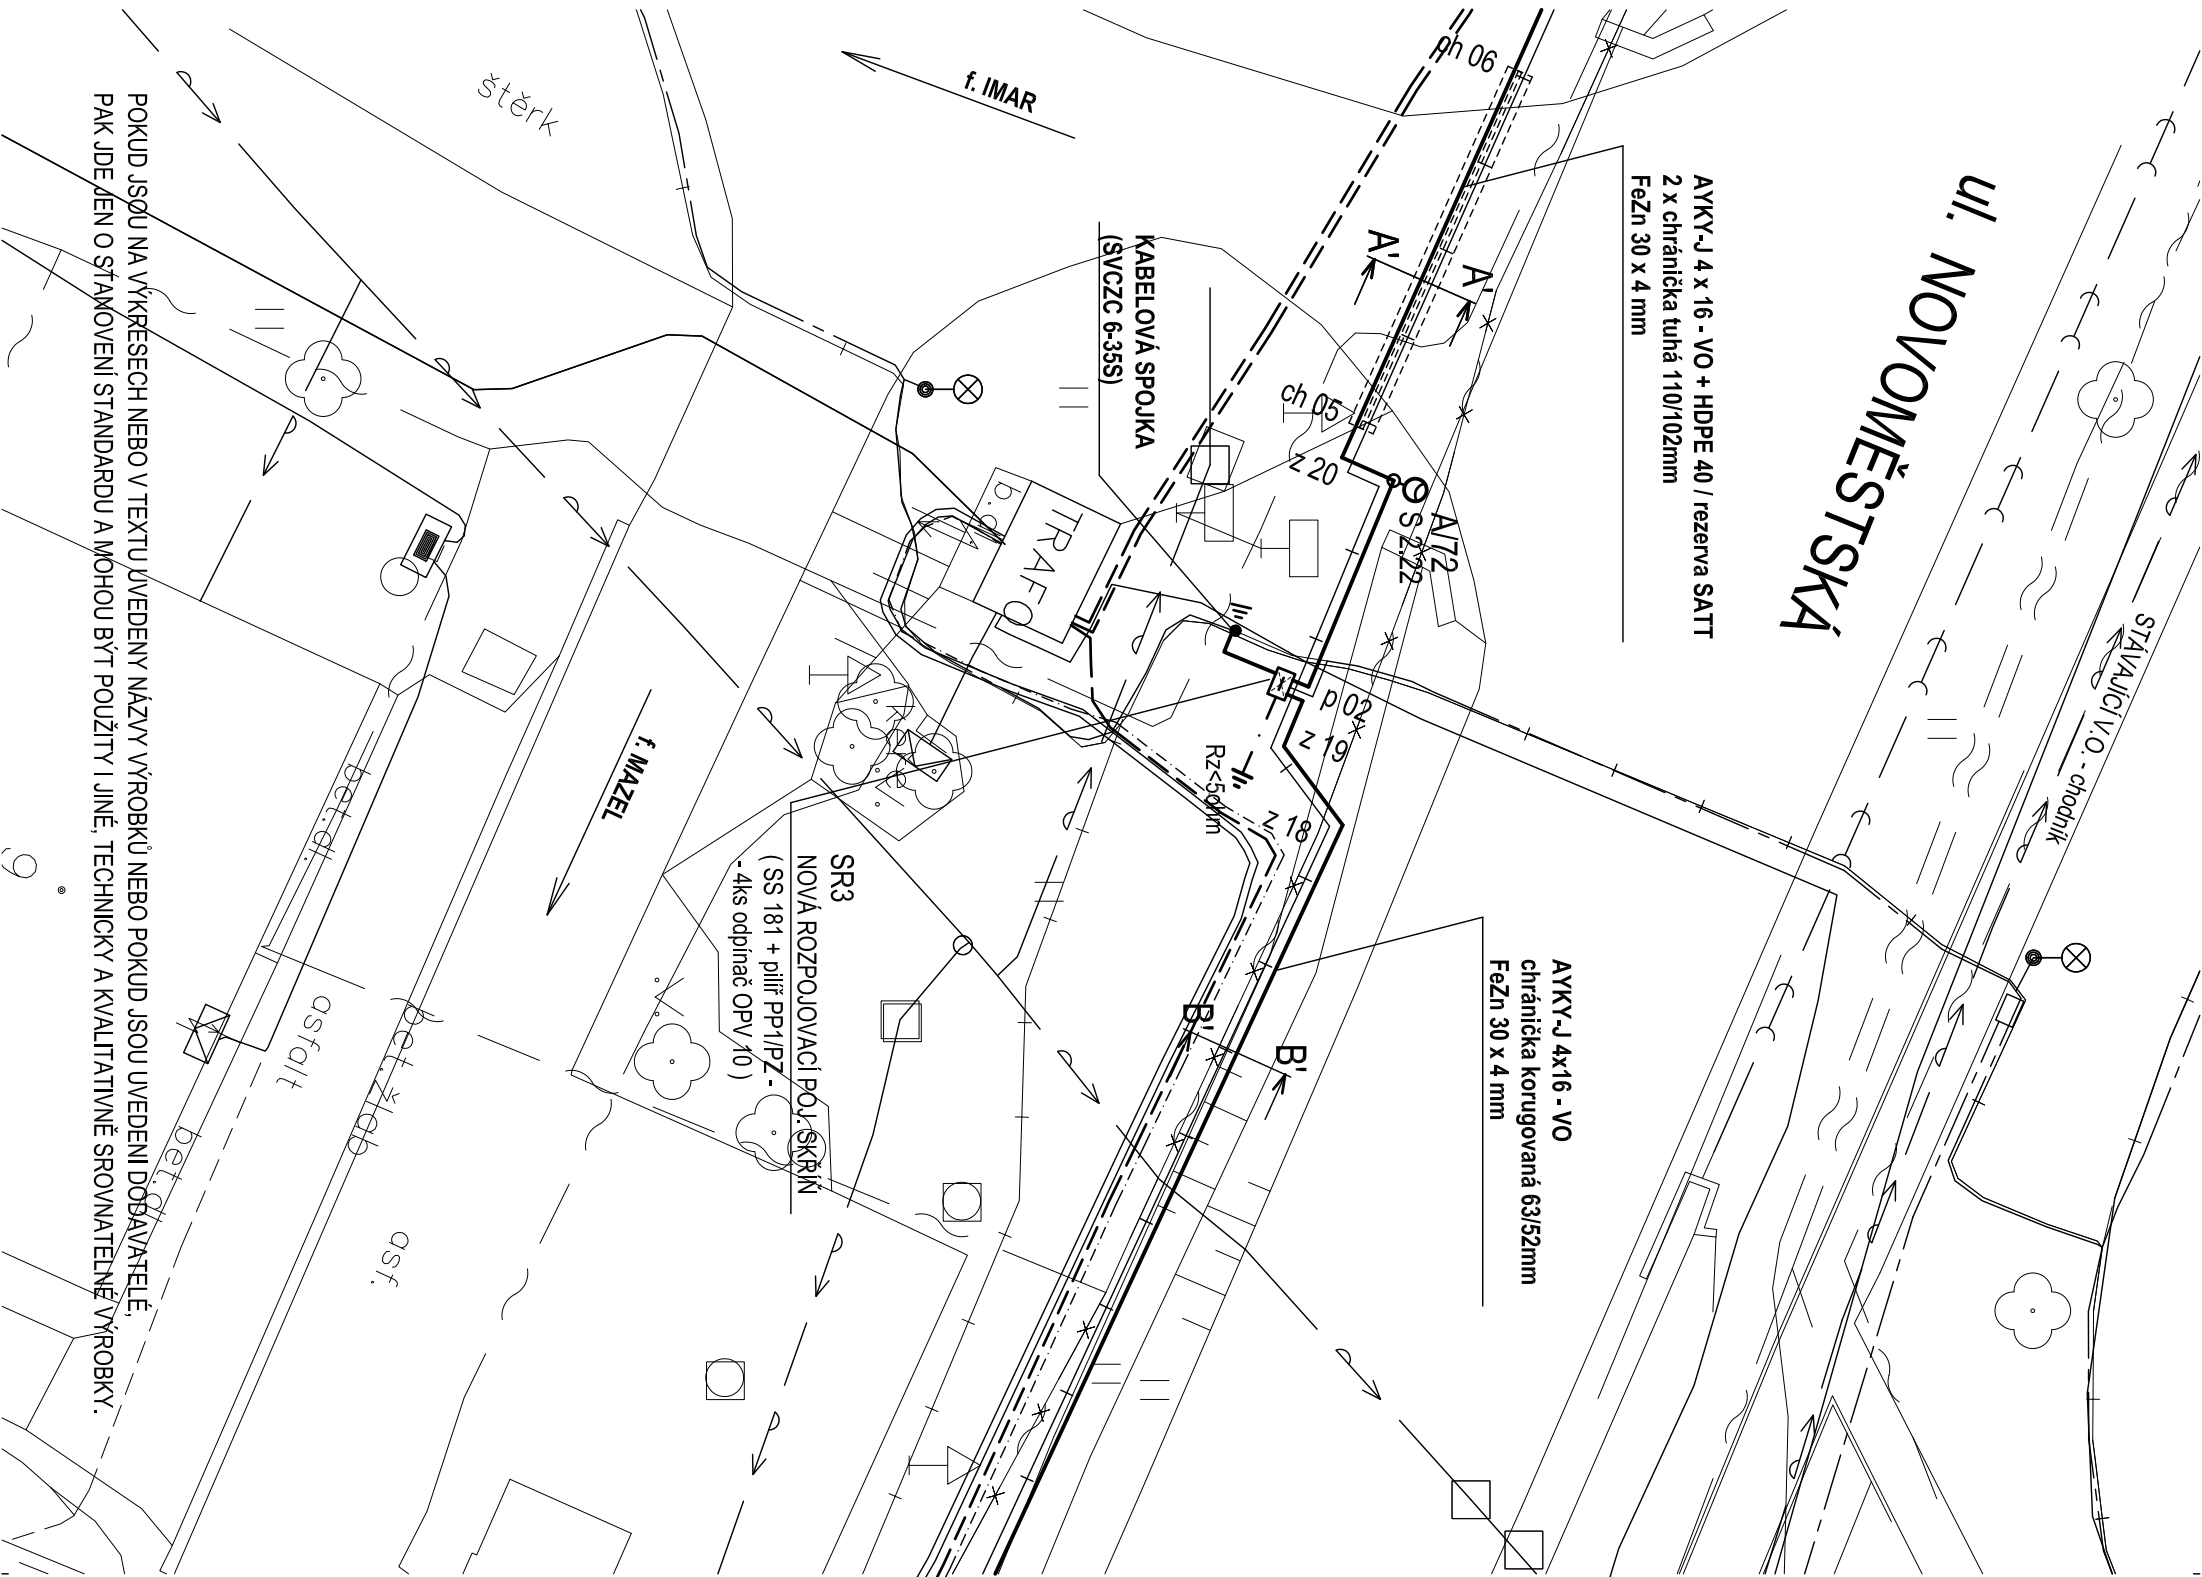 ul. NOVOMĚSTSKÁ
STÁVAJÍCÍ V.O. - chodník
AYKY-J 4 x 16 - VO + HDPE 40 / rezerva SATT
2 x chránička tuhá 110/102mm
FeZn 30 x 4 mm
AYKY-J 4x16 - VO
chránička korugovaná 63/52mm
FeZn 30 x 4 mm
ph 06
f. IMAR
štěrk
A'
A'
ch 05
z 20
A/72
S 2.22
KABELOVÁ SPOJKA
(SVCZC 6-35S)
TRAFO
p 02
z 19
Rz<5ohm
z 18
B'
B'
f. MAZEL
SR3
NOVÁ ROZPOJOVACÍ POJ. SKŘÍŇ
( SS 181 + pilíř PP1/PZ -
- 4ks odpínač OPV 10 )
bet.dl.
asfalt
bet.žlab
bet.dl
asf.
POKUD JSOU NA VÝKRESECH NEBO V TEXTU UVEDENY NÁZVY VÝROBKŮ NEBO POKUD JSOU UVEDENI DODAVATELÉ,
PAK JDE JEN O STANOVENÍ STANDARDU A MOHOU BÝT POUŽITY I JINÉ, TECHNICKY A KVALITATIVNĚ SROVNATELNÉ VÝROBKY.